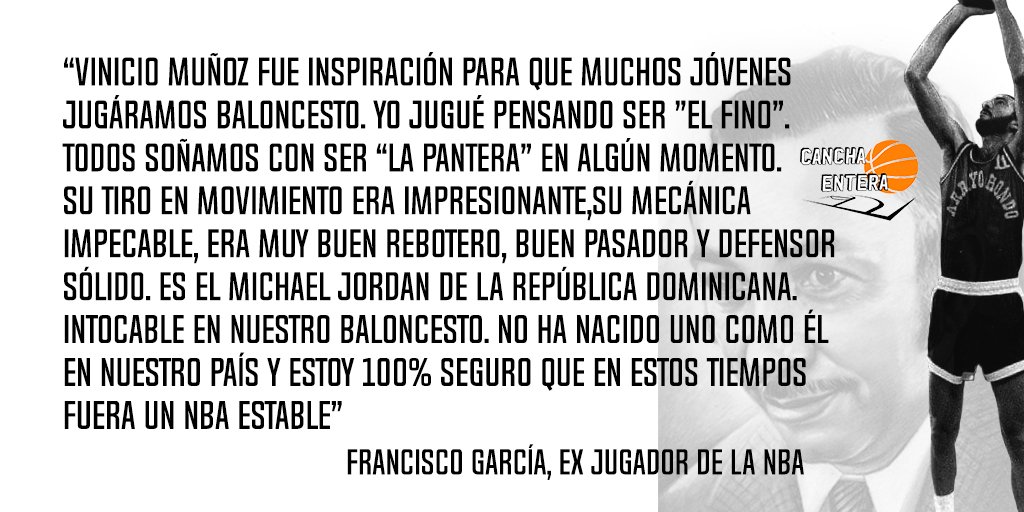 “VINICIO MUÑOZ FUE INSPIRACIÓN PARA QUE MUCHOS JÓVENES
JUGÁRAMOS BALONCESTO. YO JUGUÉ PENSANDO SER ”EL FINO”.
TODOS SOÑAMOS CON SER “LA PANTERA” EN ALGÚN MOMENTO.
SU TIRO EN MOVIMIENTO ERA IMPRESIONANTE,SU MECÁNICA
IMPECABLE, ERA MUY BUEN REBOTERO, BUEN PASADOR Y DEFENSOR
SÓLIDO. ES EL MICHAEL JORDAN DE LA REPÚBLICA DOMINICANA.
INTOCABLE EN NUESTRO BALONCESTO. NO HA NACIDO UNO COMO ÉL
EN NUESTRO PAÍS Y ESTOY 100% SEGURO QUE EN ESTOS TIEMPOS
FUERA UN NBA ESTABLE”
FRANCISCO GARCÍA, EX JUGADOR DE LA NBA
CANCHA
ENTERA
ARROYO HONDO